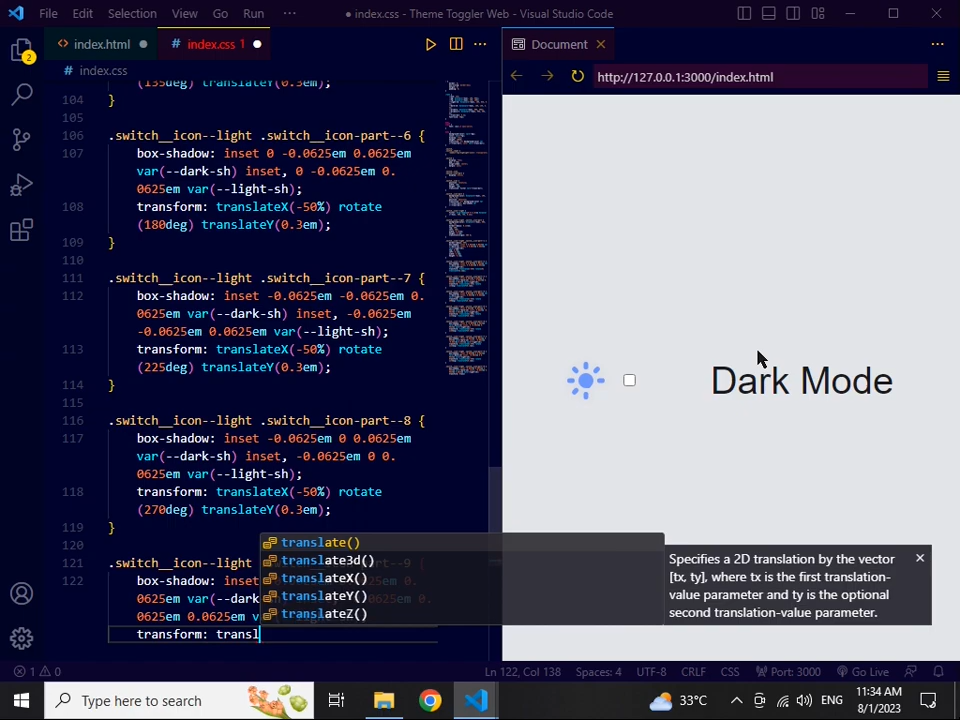 File Edit Selection View Go Run ··· ● index.css - Theme Toggler Web - Visual Studio Code
<> index.html ● # index.css 1 ● ···
Document × ···
# index.css
http://127.0.0.1:3000/index.html
(135deg) translateY(0.3em);
104 }
105
106 .switch__icon--light .switch__icon-part--6 {
107 box-shadow: inset 0 -0.0625em 0.0625em
var(--dark-sh) inset, 0 -0.0625em 0.
0625em var(--light-sh);
108 transform: translateX(-50%) rotate
(180deg) translateY(0.3em);
109 }
110
111 .switch__icon--light .switch__icon-part--7 {
112 box-shadow: inset -0.0625em -0.0625em 0.
0625em var(--dark-sh) inset, -0.0625em
-0.0625em 0.0625em var(--light-sh);
113 transform: translateX(-50%) rotate
(225deg) translateY(0.3em);
114 }
115
116 .switch__icon--light .switch__icon-part--8 {
117 box-shadow: inset -0.0625em 0 0.0625em
var(--dark-sh) inset, -0.0625em 0 0.
0625em var(--light-sh);
118 transform: translateX(-50%) rotate
(270deg) translateY(0.3em);
119 }
120
121 .switch__icon--light
122 box-shadow: inset
var(--dark
0625em 0.0625em v
transform: transl
translate()
translate3d()
translateX()
translateY()
translateZ()
Specifies a 2D translation by the vector ×
[tx, ty], where tx is the first translation-
value parameter and ty is the optional
second translation-value parameter.
Dark Mode
2
1 0 Ln 122, Col 138 Spaces: 4 UTF-8 CRLF CSS Port: 3000 Go Live
Type here to search 33°C ENG 11:34 AM
8/1/2023